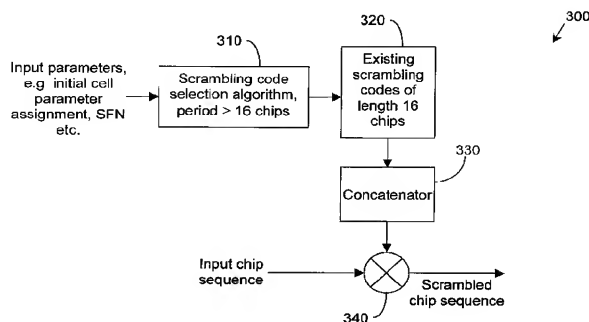 300
310
320
Input parameters,
e.g initial cell
parameter
assignment, SFN
etc.
Scrambling code
selection algorithm,
period > 16 chips
Existing
scrambling
codes of
length 16
chips
330
Concatenator
Input chip
sequence
Scrambled
chip sequence
340